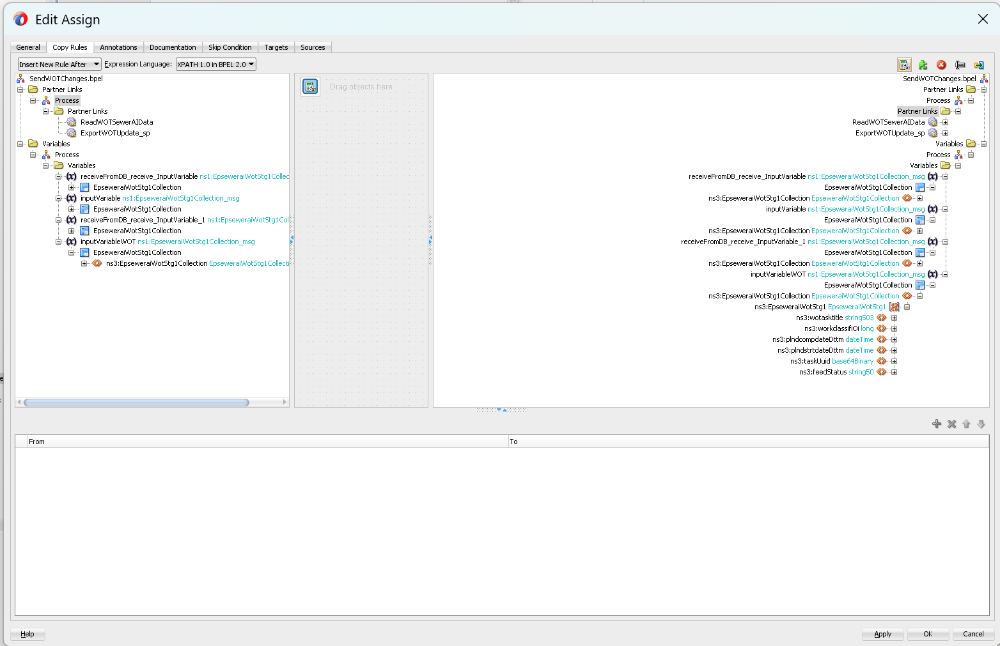 Edit Assign
General
Copy Rules
Annotations
Documentation
Skip Condition
Targets
Sources
Insert New Rule After
Expression Language:
XPATH 1.0 in BPEL 2.0
SendWOTChanges.bpel
Partner Links
Process
Partner Links
ReadWOTSewerAIData
ExportWOTUpdate_sp
Variables
Process
Variables
receiveFromDB_receive_InputVariable ns1:EpseweraiWotStg1Collec
EpseweraiWotStg1Collection
inputVariable ns1:EpseweraiWotStg1Collection_msg
EpseweraiWotStg1Collection
receiveFromDB_receive_InputVariable_1 ns1:EpseweraiWotStg1Col
EpseweraiWotStg1Collection
inputVariableWOT ns1:EpseweraiWotStg1Collection_msg
EpseweraiWotStg1Collection
ns3:EpseweraiWotStg1Collection EpseweraiWotStg1Collecti
Drag objects here
SendWOTChanges.bpel
Partner Links
Process
Partner Links
ReadWOTSewerAIData
ExportWOTUpdate_sp
Variables
Process
Variables
receiveFromDB_receive_InputVariable ns1:EpseweraiWotStg1Collection_msg
EpseweraiWotStg1Collection
ns3:EpseweraiWotStg1Collection EpseweraiWotStg1Collection
inputVariable ns1:EpseweraiWotStg1Collection_msg
EpseweraiWotStg1Collection
ns3:EpseweraiWotStg1Collection EpseweraiWotStg1Collection
receiveFromDB_receive_InputVariable_1 ns1:EpseweraiWotStg1Collection_msg
EpseweraiWotStg1Collection
ns3:EpseweraiWotStg1Collection EpseweraiWotStg1Collection
inputVariableWOT ns1:EpseweraiWotStg1Collection_msg
EpseweraiWotStg1Collection
ns3:EpseweraiWotStg1Collection EpseweraiWotStg1Collection
ns3:EpseweraiWotStg1 EpseweraiWotStg1
ns3:wotasktitle string503
ns3:workclassifiOi long
ns3:plndcompdateDttm dateTime
ns3:plndstrtdateDttm dateTime
ns3:taskUuid base64Binary
ns3:feedStatus string50
From
To
Help
Apply
OK
Cancel